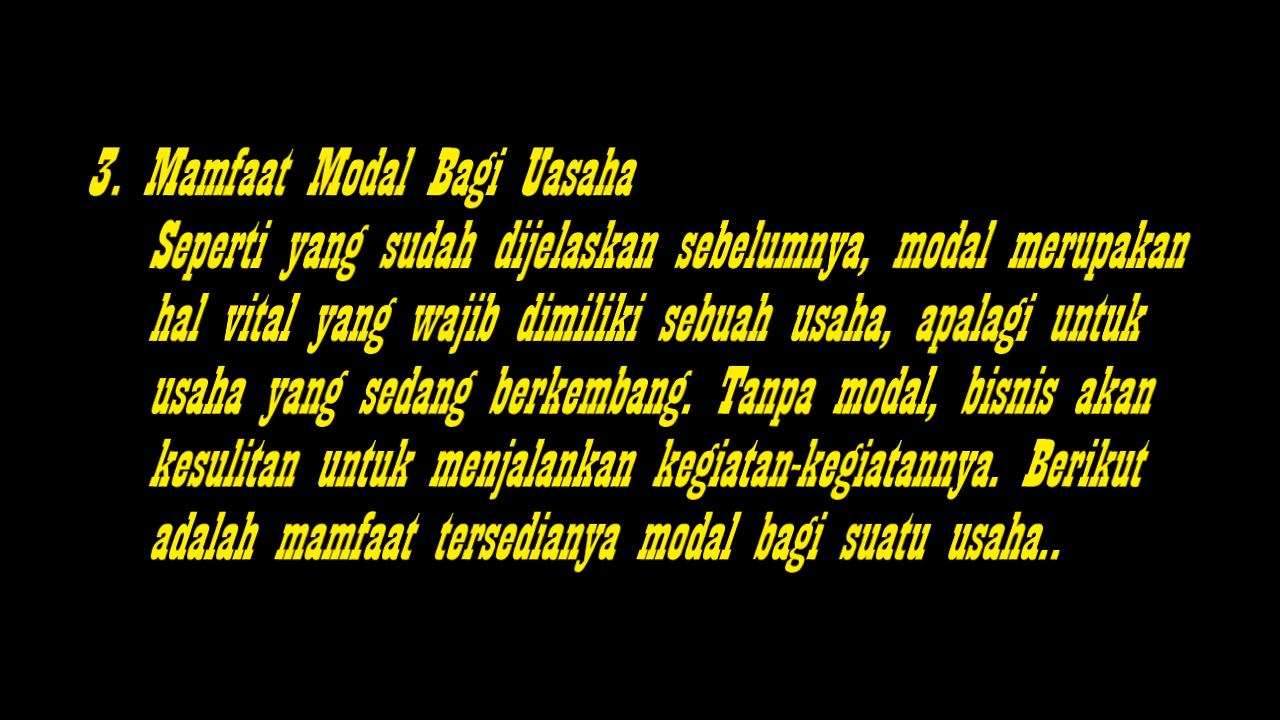 3. Mamfaat Modal Bagi Uasaha
Seperti yang sudah dijelaskan sebelumnya, modal merupakan
hal vital yang wajib dimiliki sebuah usaha, apalagi untuk
usaha yang sedang berkembang. Tanpa modal, bisnis akan
kesulitan untuk menjalankan kegiatan-kegiatannya. Berikut
adalah mamfaat tersedianya modal bagi suatu usaha..